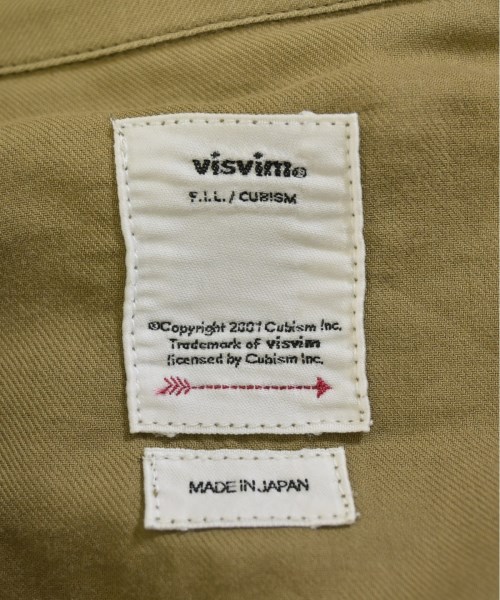 visvim®
F.I.L./CUBISM
©Copyright 2001 Cubism Inc.
Trademark of visvim
licensed by Cubism Inc.
MADE IN JAPAN